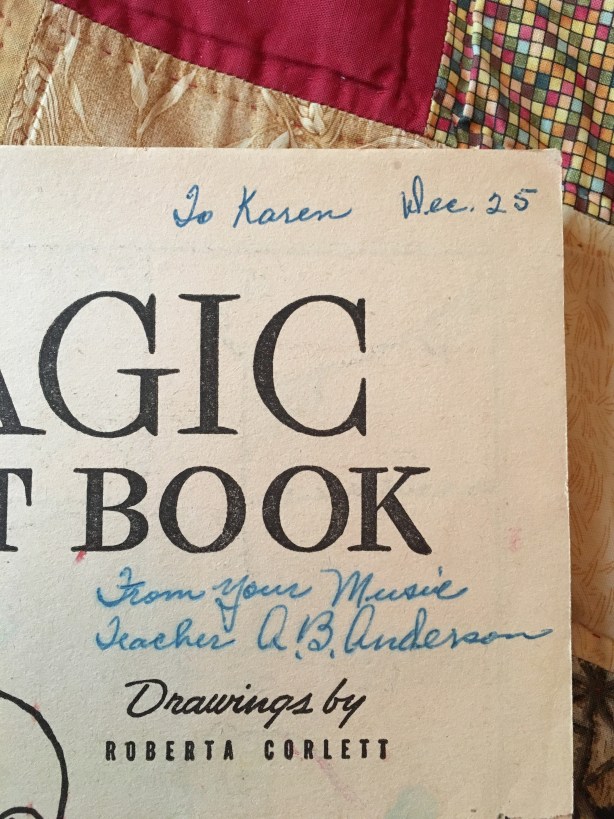 To Karen Dec. 25
AGIC
T BOOK
From your Music
Teacher A.B. Anderson
Drawings by
ROBERTA CORLETT